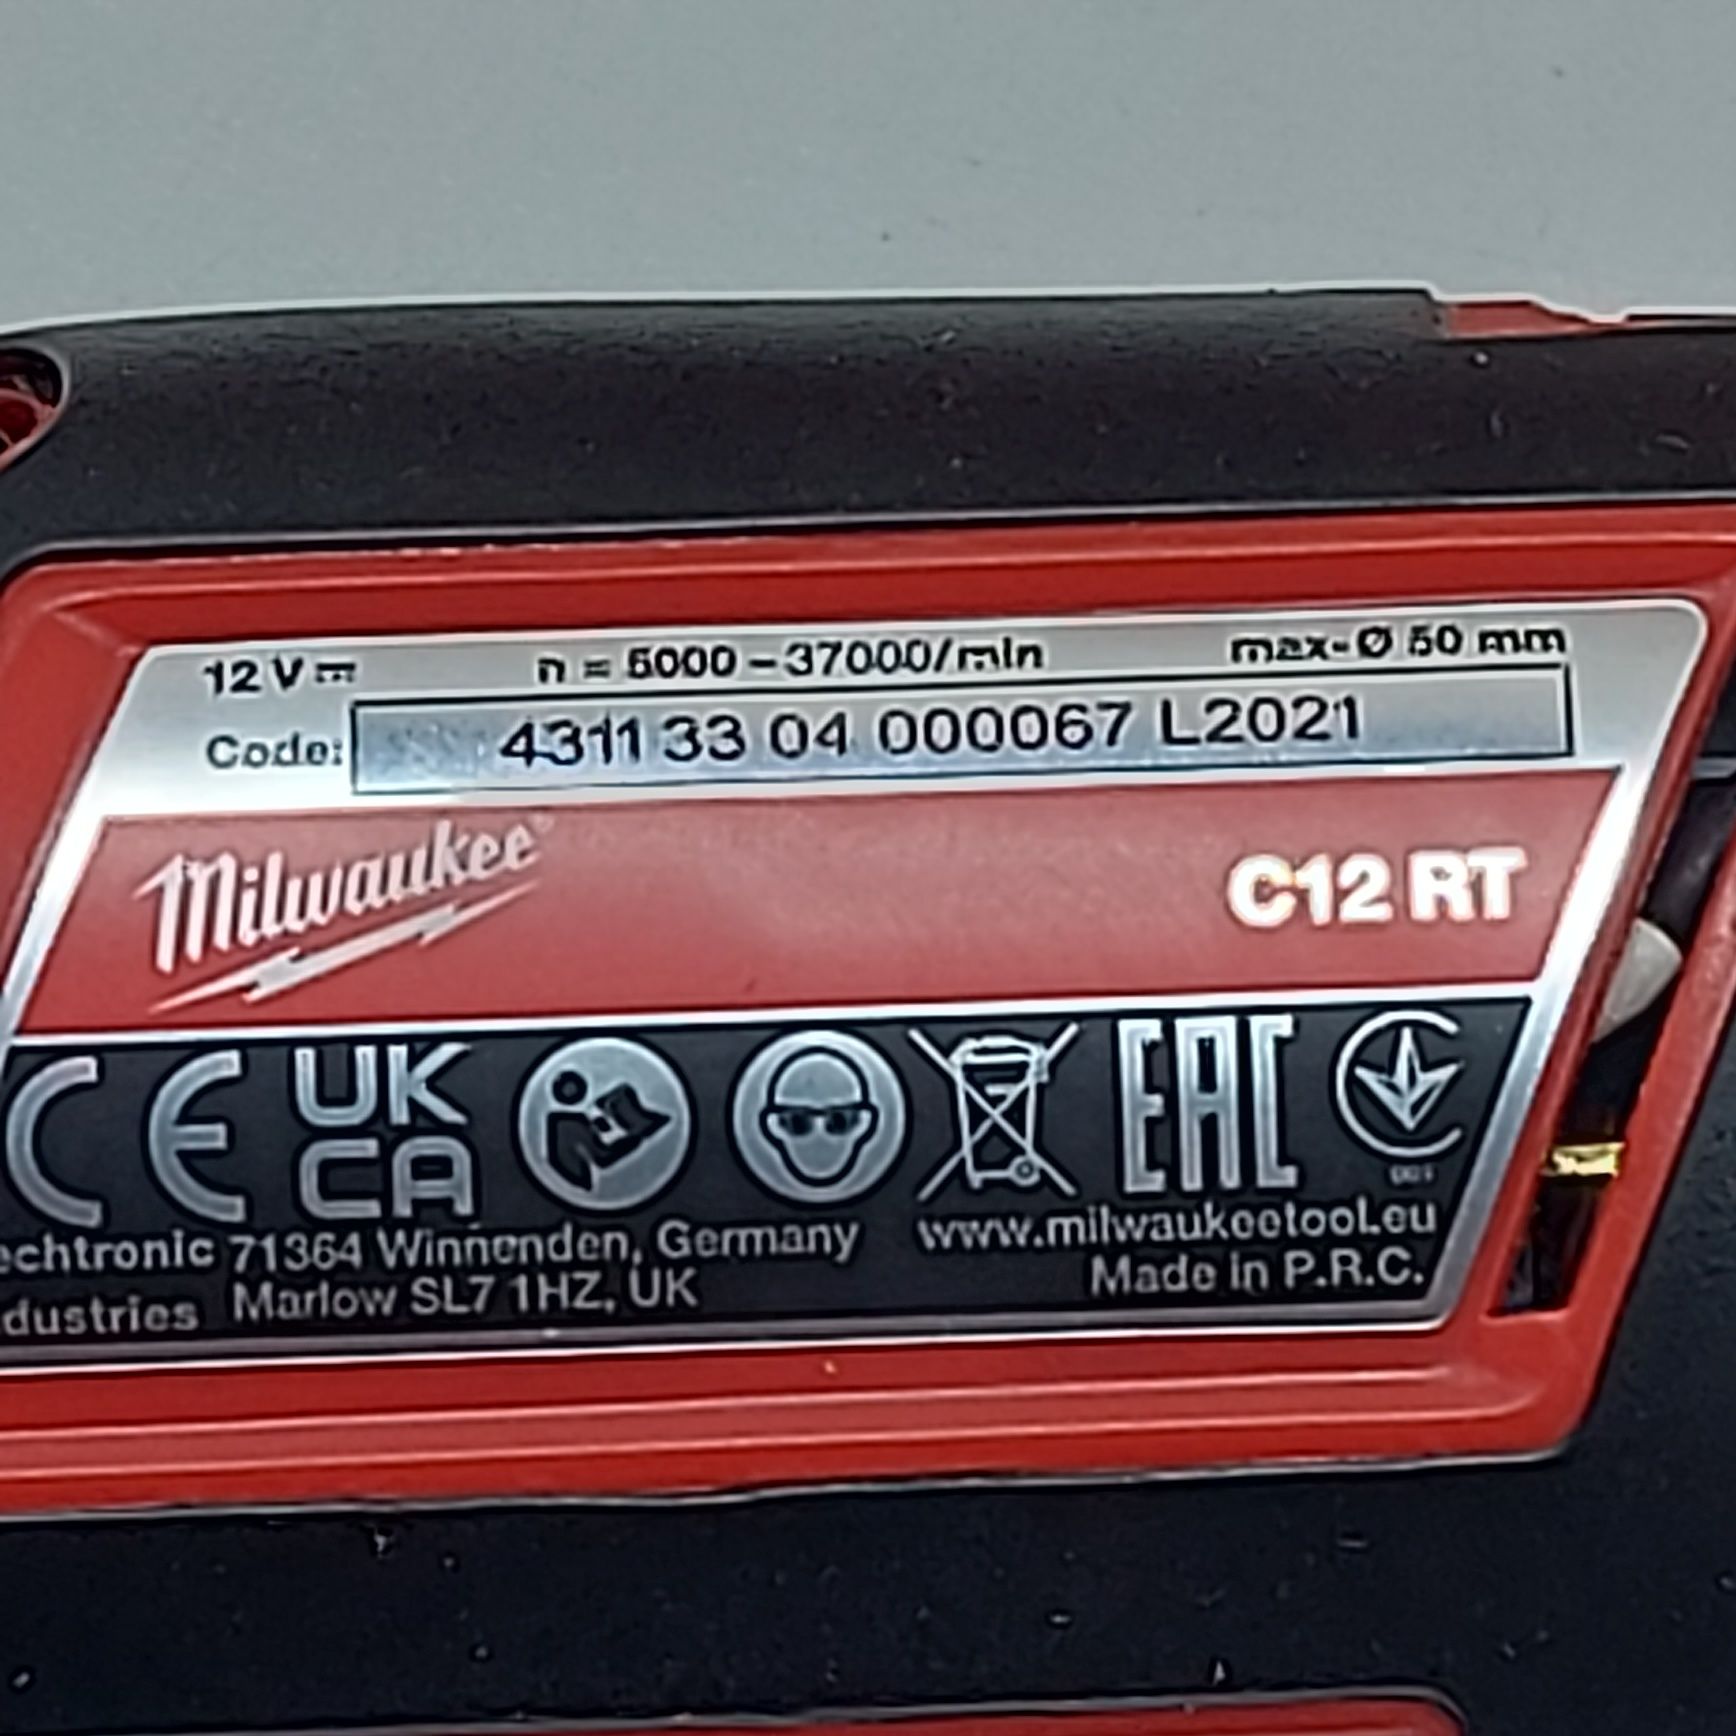 12 V ⎓ n = 5000 – 37000/min max. Ø 50 mm
Code: 4311 33 04 000067 L2021
Milwaukee®
C12 RT
CE UK CA EAC
echtronic 71364 Winnenden, Germany www.milwaukeetool.eu
dustries Marlow SL7 1HZ, UK Made in P.R.C.